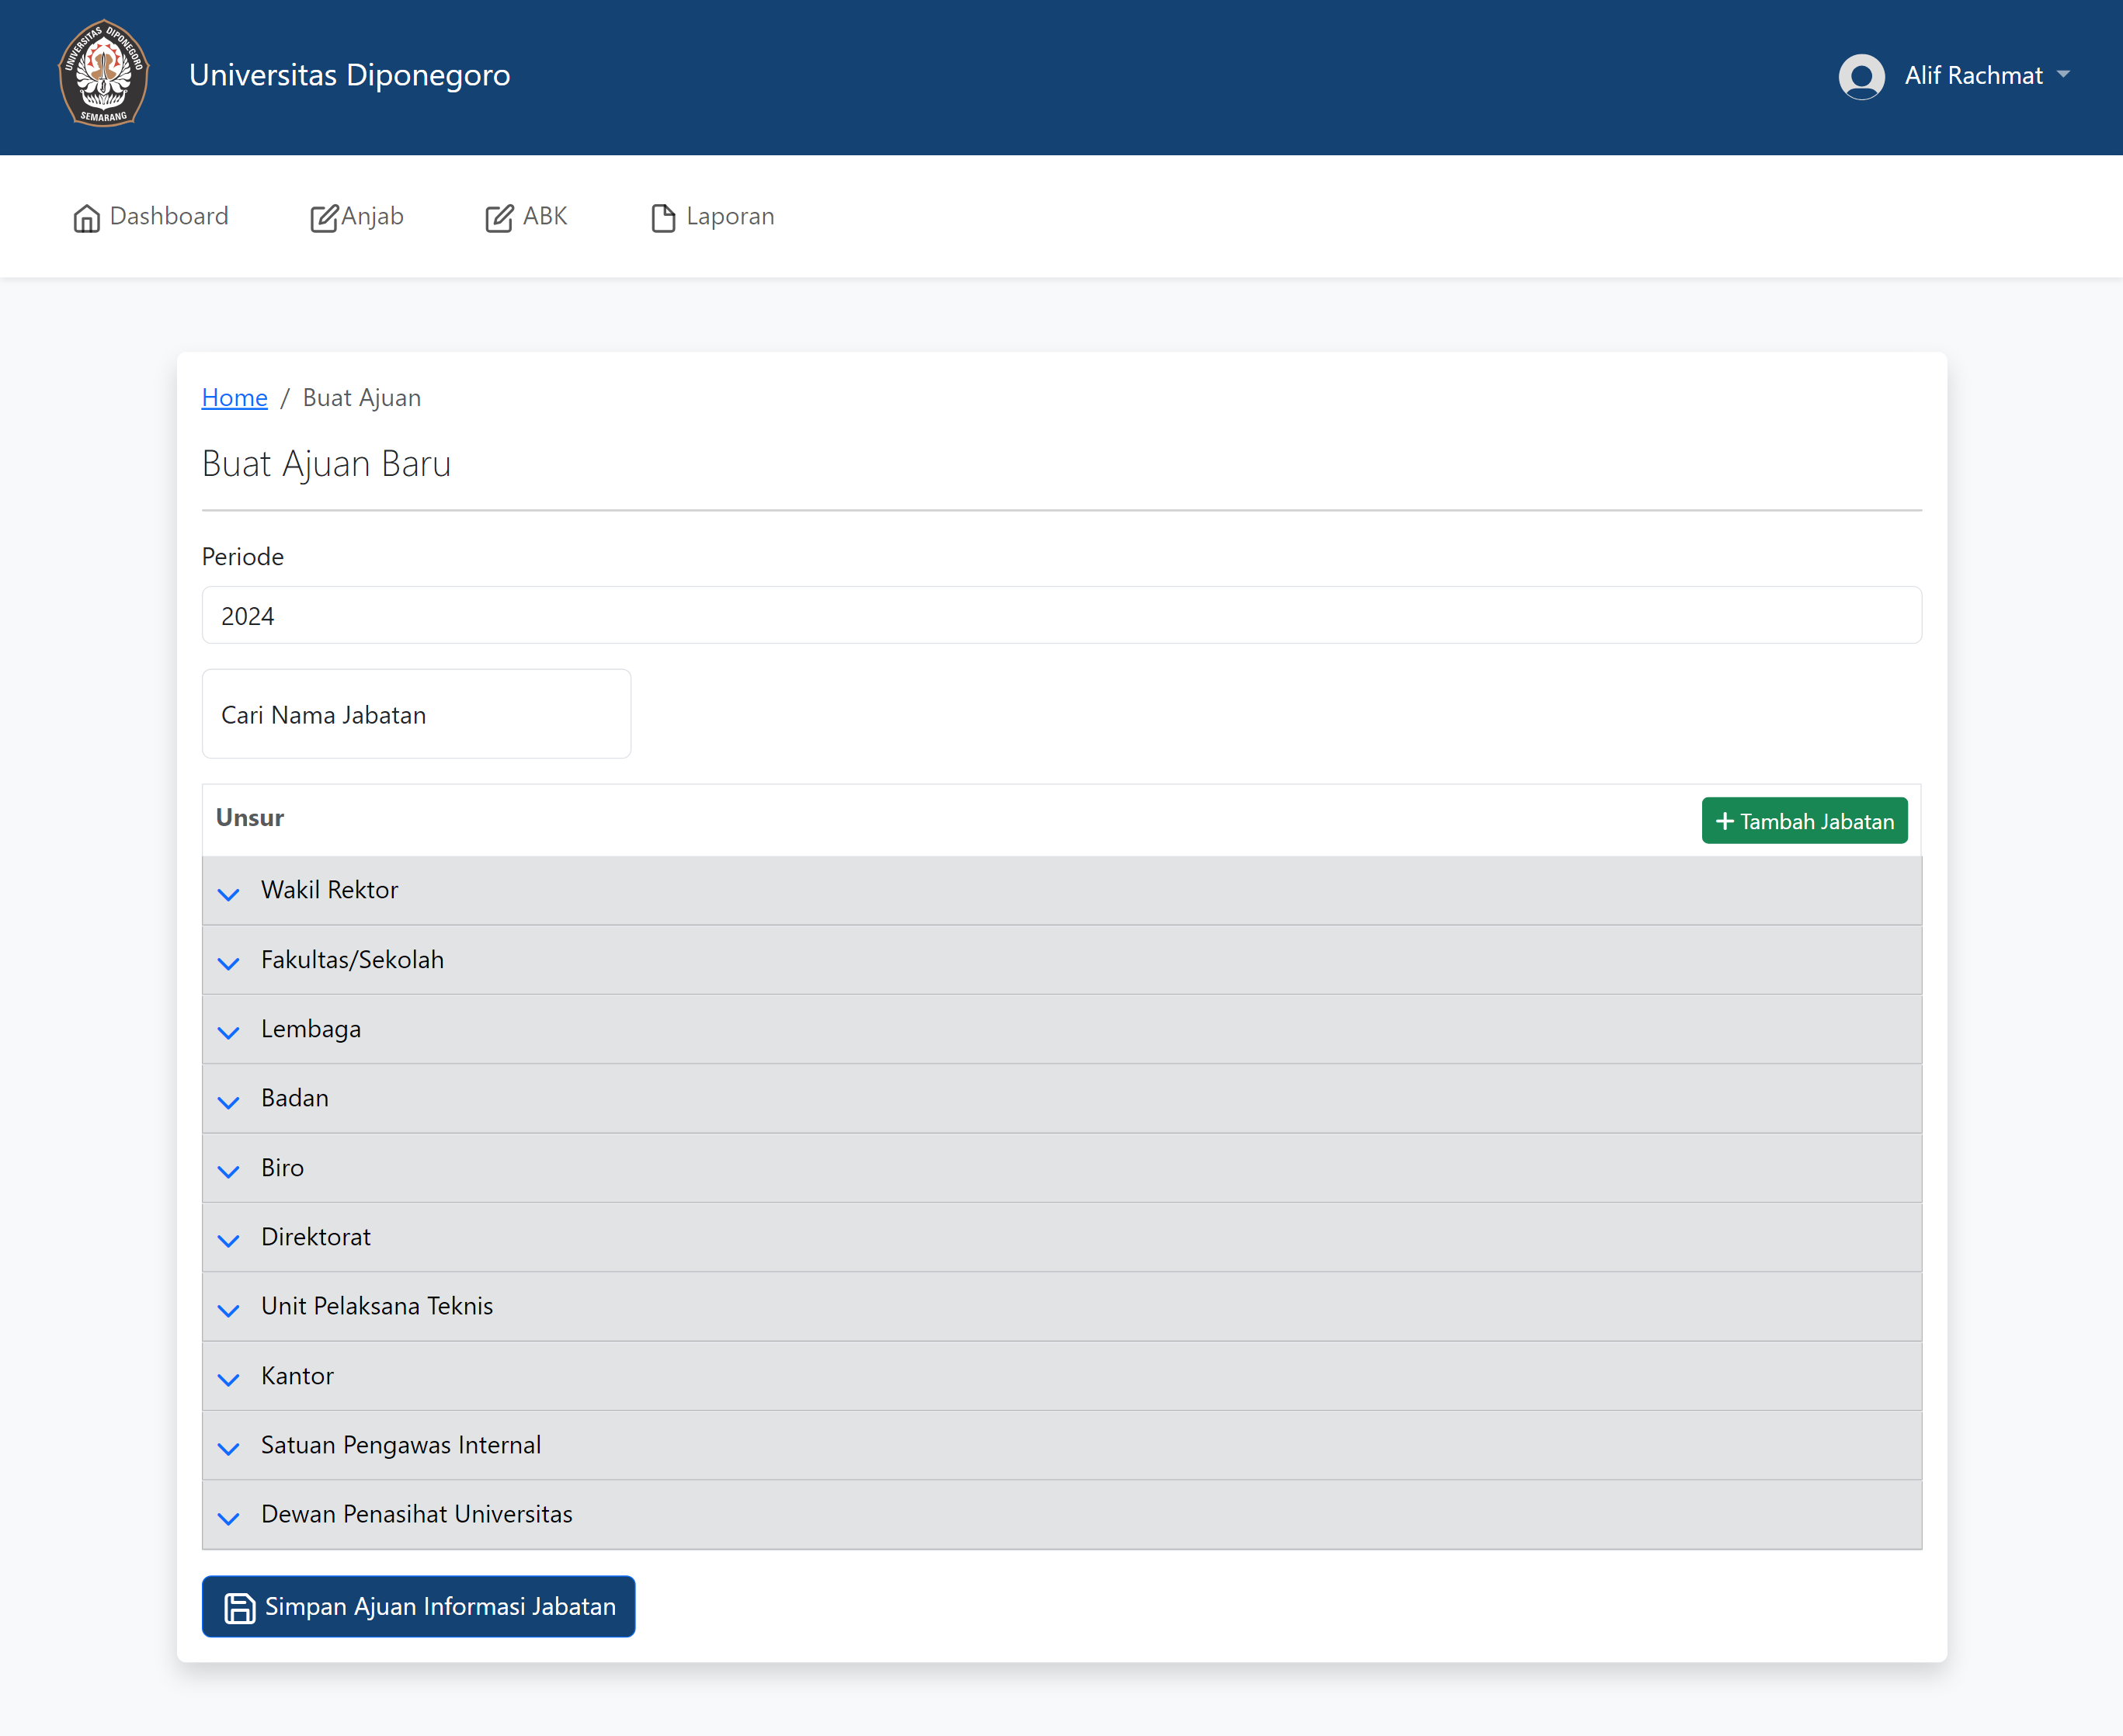 UNIVERSITAS DIPONEGORO
SEMARANG
Universitas Diponegoro
Alif Rachmat
Dashboard
Anjab
ABK
Laporan
Home / Buat Ajuan
Buat Ajuan Baru
Periode
2024
Cari Nama Jabatan
Unsur
+ Tambah Jabatan
Wakil Rektor
Fakultas/Sekolah
Lembaga
Badan
Biro
Direktorat
Unit Pelaksana Teknis
Kantor
Satuan Pengawas Internal
Dewan Penasihat Universitas
Simpan Ajuan Informasi Jabatan